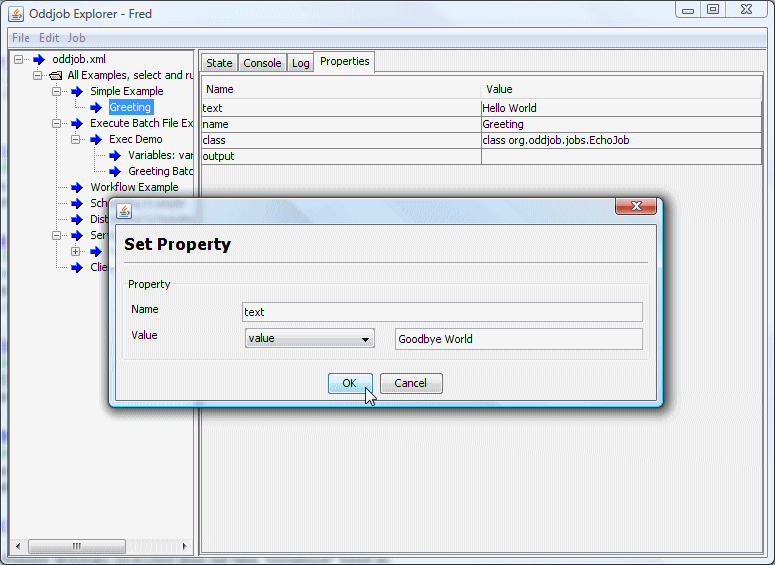 Oddjob Explorer - Fred
File Edit Job
oddjob.xml
All Examples, select and ru
Simple Example
Greeting
Execute Batch File Ex
Exec Demo
Variables: var
Greeting Batc
Workflow Example
Sch
Dist
Serv
Clie
State Console Log Properties
Name Value
text Hello World
name Greeting
class class org.oddjob.jobs.EchoJob
output
Set Property
Property
Name text
Value value Goodbye World
OK Cancel